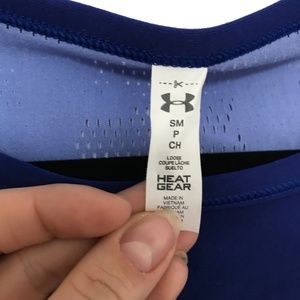 SM
P
CH
LOOSE
COUPE LÂCHE
SUELTO
HEAT
GEAR
MADE IN
VIETNAM
FABRIQUÉ AU